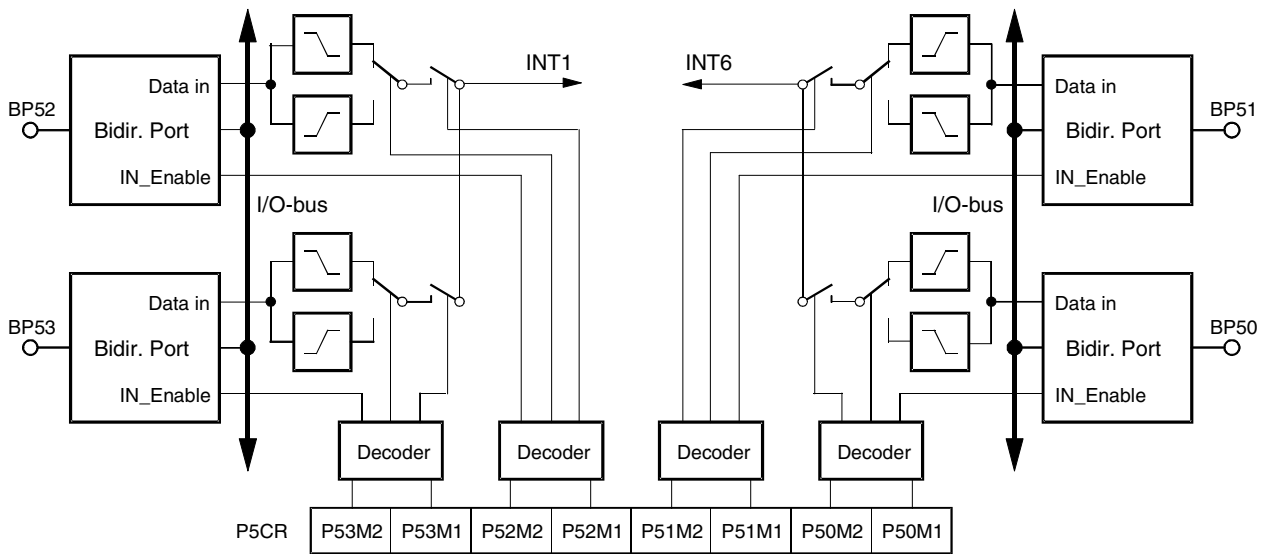 INT1 INT6
Data in Data in
BP52 BP51
Bidir. Port Bidir. Port
IN_Enable IN_Enable
I/O-bus I/O-bus
Data in Data in
BP53 BP50
Bidir. Port Bidir. Port
IN_Enable IN_Enable
Decoder Decoder Decoder Decoder
P5CR P53M2 P53M1 P52M2 P52M1 P51M2 P51M1 P50M2 P50M1